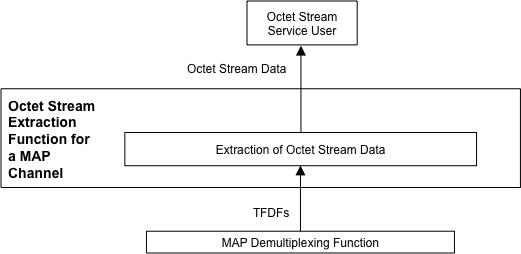 Octet Stream
Service User
Octet Stream Data
Octet Stream
Extraction
Function for
a MAP
Channel
Extraction of Octet Stream Data
TFDFs
MAP Demultiplexing Function